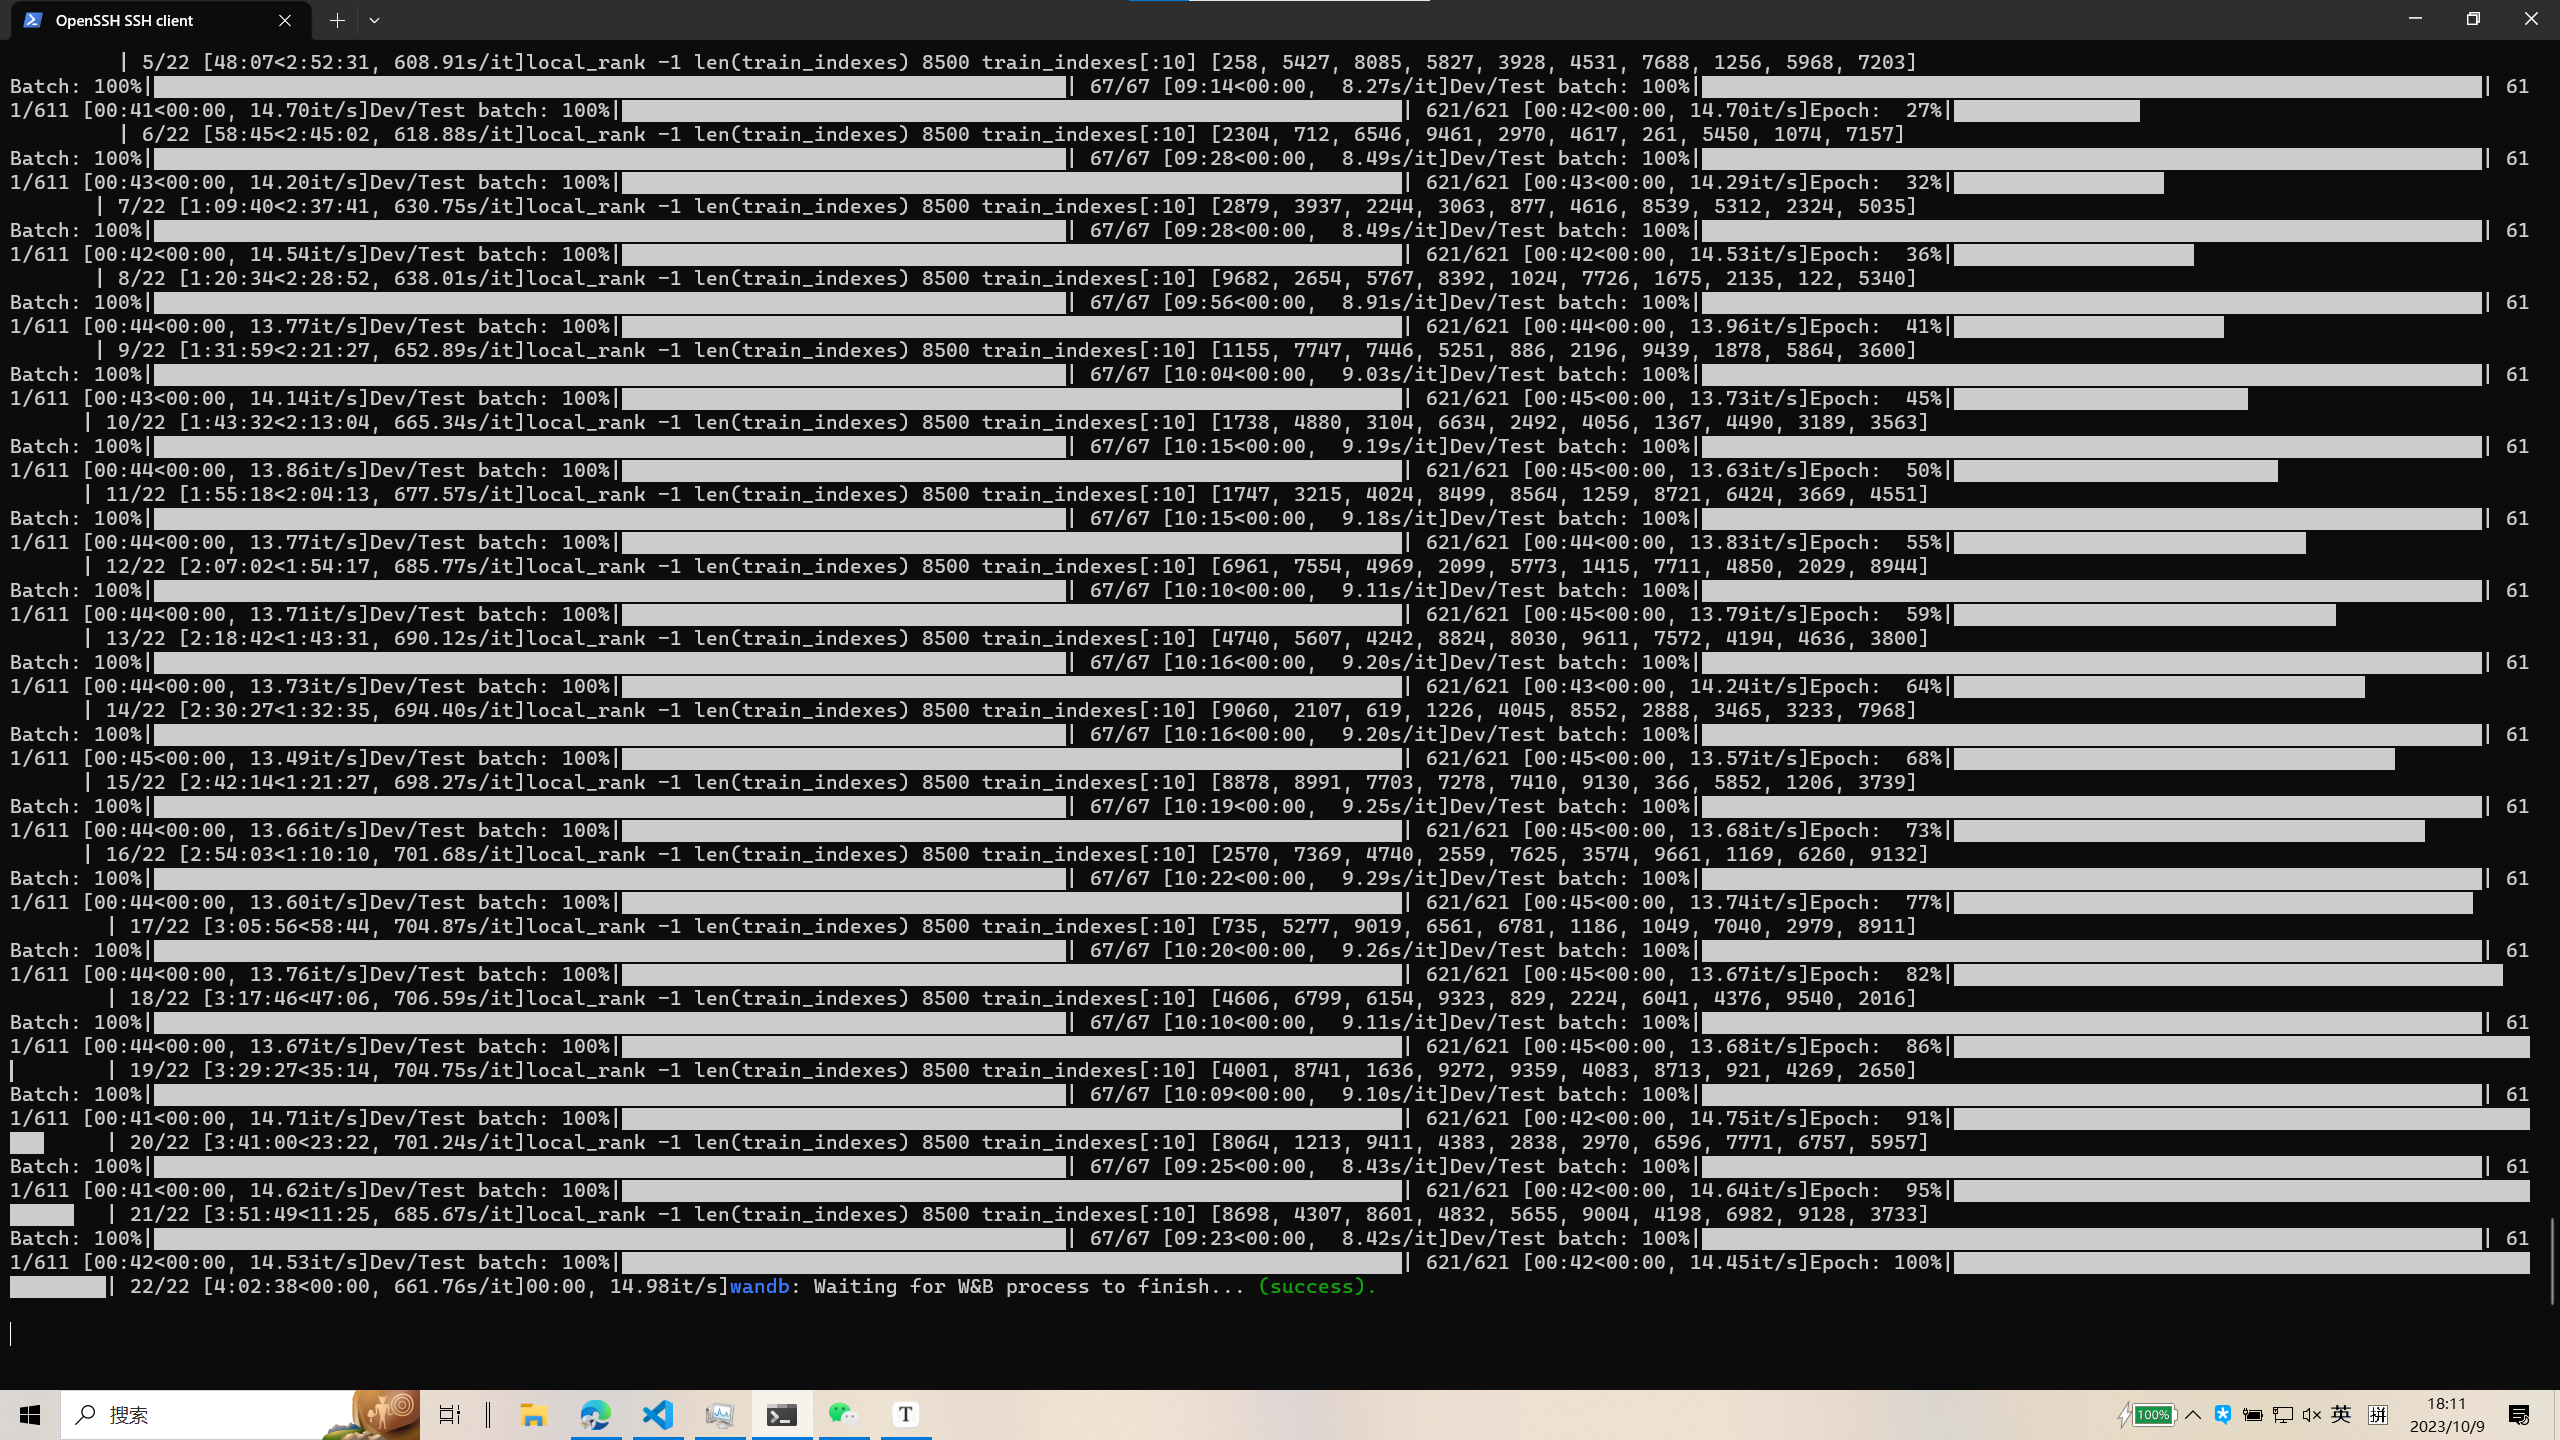 OpenSSH SSH client
| 5/22 [48:07<2:52:31, 608.91s/it]local_rank -1 len(train_indexes) 8500 train_indexes[:10] [258, 5427, 8085, 5827, 3928, 4531, 7688, 1256, 5968, 7203]
Batch: 100%| | 67/67 [09:14<00:00, 8.27s/it]Dev/Test batch: 100%| | 61
1/611 [00:41<00:00, 14.70it/s]Dev/Test batch: 100%| | 621/621 [00:42<00:00, 14.70it/s]Epoch: 27%|
| 6/22 [58:45<2:45:02, 618.88s/it]local_rank -1 len(train_indexes) 8500 train_indexes[:10] [2304, 712, 6546, 9461, 2970, 4617, 261, 5450, 1074, 7157]
Batch: 100%| | 67/67 [09:28<00:00, 8.49s/it]Dev/Test batch: 100%| | 61
1/611 [00:43<00:00, 14.20it/s]Dev/Test batch: 100%| | 621/621 [00:43<00:00, 14.29it/s]Epoch: 32%|
| 7/22 [1:09:40<2:37:41, 630.75s/it]local_rank -1 len(train_indexes) 8500 train_indexes[:10] [2879, 3937, 2244, 3063, 877, 4616, 8539, 5312, 2324, 5035]
Batch: 100%| | 67/67 [09:28<00:00, 8.49s/it]Dev/Test batch: 100%| | 61
1/611 [00:42<00:00, 14.54it/s]Dev/Test batch: 100%| | 621/621 [00:42<00:00, 14.53it/s]Epoch: 36%|
| 8/22 [1:20:34<2:28:52, 638.01s/it]local_rank -1 len(train_indexes) 8500 train_indexes[:10] [9682, 2654, 5767, 8392, 1024, 7726, 1675, 2135, 122, 5340]
Batch: 100%| | 67/67 [09:56<00:00, 8.91s/it]Dev/Test batch: 100%| | 61
1/611 [00:44<00:00, 13.77it/s]Dev/Test batch: 100%| | 621/621 [00:44<00:00, 13.96it/s]Epoch: 41%|
| 9/22 [1:31:59<2:21:27, 652.89s/it]local_rank -1 len(train_indexes) 8500 train_indexes[:10] [1155, 7747, 7446, 5251, 886, 2196, 9439, 1878, 5864, 3600]
Batch: 100%| | 67/67 [10:04<00:00, 9.03s/it]Dev/Test batch: 100%| | 61
1/611 [00:43<00:00, 14.14it/s]Dev/Test batch: 100%| | 621/621 [00:45<00:00, 13.73it/s]Epoch: 45%|
| 10/22 [1:43:32<2:13:04, 665.34s/it]local_rank -1 len(train_indexes) 8500 train_indexes[:10] [1738, 4880, 3104, 6634, 2492, 4056, 1367, 4490, 3189, 3563]
Batch: 100%| | 67/67 [10:15<00:00, 9.19s/it]Dev/Test batch: 100%| | 61
1/611 [00:44<00:00, 13.86it/s]Dev/Test batch: 100%| | 621/621 [00:45<00:00, 13.63it/s]Epoch: 50%|
| 11/22 [1:55:18<2:04:13, 677.57s/it]local_rank -1 len(train_indexes) 8500 train_indexes[:10] [1747, 3215, 4024, 8499, 8564, 1259, 8721, 6424, 3669, 4551]
Batch: 100%| | 67/67 [10:15<00:00, 9.18s/it]Dev/Test batch: 100%| | 61
1/611 [00:44<00:00, 13.77it/s]Dev/Test batch: 100%| | 621/621 [00:44<00:00, 13.83it/s]Epoch: 55%|
| 12/22 [2:07:02<1:54:17, 685.77s/it]local_rank -1 len(train_indexes) 8500 train_indexes[:10] [6961, 7554, 4969, 2099, 5773, 1415, 7711, 4850, 2029, 8944]
Batch: 100%| | 67/67 [10:10<00:00, 9.11s/it]Dev/Test batch: 100%| | 61
1/611 [00:44<00:00, 13.71it/s]Dev/Test batch: 100%| | 621/621 [00:45<00:00, 13.79it/s]Epoch: 59%|
| 13/22 [2:18:42<1:43:31, 690.12s/it]local_rank -1 len(train_indexes) 8500 train_indexes[:10] [4740, 5607, 4242, 8824, 8030, 9611, 7572, 4194, 4636, 3800]
Batch: 100%| | 67/67 [10:16<00:00, 9.20s/it]Dev/Test batch: 100%| | 61
1/611 [00:44<00:00, 13.73it/s]Dev/Test batch: 100%| | 621/621 [00:43<00:00, 14.24it/s]Epoch: 64%|
| 14/22 [2:30:27<1:32:35, 694.40s/it]local_rank -1 len(train_indexes) 8500 train_indexes[:10] [9060, 2107, 619, 1226, 4045, 8552, 2888, 3465, 3233, 7968]
Batch: 100%| | 67/67 [10:16<00:00, 9.20s/it]Dev/Test batch: 100%| | 61
1/611 [00:45<00:00, 13.49it/s]Dev/Test batch: 100%| | 621/621 [00:45<00:00, 13.57it/s]Epoch: 68%|
| 15/22 [2:42:14<1:21:27, 698.27s/it]local_rank -1 len(train_indexes) 8500 train_indexes[:10] [8878, 8991, 7703, 7278, 7410, 9130, 366, 5852, 1206, 3739]
Batch: 100%| | 67/67 [10:19<00:00, 9.25s/it]Dev/Test batch: 100%| | 61
1/611 [00:44<00:00, 13.66it/s]Dev/Test batch: 100%| | 621/621 [00:45<00:00, 13.68it/s]Epoch: 73%|
| 16/22 [2:54:03<1:10:10, 701.68s/it]local_rank -1 len(train_indexes) 8500 train_indexes[:10] [2570, 7369, 4740, 2559, 7625, 3574, 9661, 1169, 6260, 9132]
Batch: 100%| | 67/67 [10:22<00:00, 9.29s/it]Dev/Test batch: 100%| | 61
1/611 [00:44<00:00, 13.60it/s]Dev/Test batch: 100%| | 621/621 [00:45<00:00, 13.74it/s]Epoch: 77%|
| 17/22 [3:05:56<58:44, 704.87s/it]local_rank -1 len(train_indexes) 8500 train_indexes[:10] [735, 5277, 9019, 6561, 6781, 1186, 1049, 7040, 2979, 8911]
Batch: 100%| | 67/67 [10:20<00:00, 9.26s/it]Dev/Test batch: 100%| | 61
1/611 [00:44<00:00, 13.76it/s]Dev/Test batch: 100%| | 621/621 [00:45<00:00, 13.67it/s]Epoch: 82%|
| 18/22 [3:17:46<47:06, 706.59s/it]local_rank -1 len(train_indexes) 8500 train_indexes[:10] [4606, 6799, 6154, 9323, 829, 2224, 6041, 4376, 9540, 2016]
Batch: 100%| | 67/67 [10:10<00:00, 9.11s/it]Dev/Test batch: 100%| | 61
1/611 [00:44<00:00, 13.67it/s]Dev/Test batch: 100%| | 621/621 [00:45<00:00, 13.68it/s]Epoch: 86%|
| 19/22 [3:29:27<35:14, 704.75s/it]local_rank -1 len(train_indexes) 8500 train_indexes[:10] [4001, 8741, 1636, 9272, 9359, 4083, 8713, 921, 4269, 2650]
Batch: 100%| | 67/67 [10:09<00:00, 9.10s/it]Dev/Test batch: 100%| | 61
1/611 [00:41<00:00, 14.71it/s]Dev/Test batch: 100%| | 621/621 [00:42<00:00, 14.75it/s]Epoch: 91%|
| 20/22 [3:41:00<23:22, 701.24s/it]local_rank -1 len(train_indexes) 8500 train_indexes[:10] [8064, 1213, 9411, 4383, 2838, 2970, 6596, 7771, 6757, 5957]
Batch: 100%| | 67/67 [09:25<00:00, 8.43s/it]Dev/Test batch: 100%| | 61
1/611 [00:41<00:00, 14.62it/s]Dev/Test batch: 100%| | 621/621 [00:42<00:00, 14.64it/s]Epoch: 95%|
| 21/22 [3:51:49<11:25, 685.67s/it]local_rank -1 len(train_indexes) 8500 train_indexes[:10] [8698, 4307, 8601, 4832, 5655, 9004, 4198, 6982, 9128, 3733]
Batch: 100%| | 67/67 [09:23<00:00, 8.42s/it]Dev/Test batch: 100%| | 61
1/611 [00:42<00:00, 14.53it/s]Dev/Test batch: 100%| | 621/621 [00:42<00:00, 14.45it/s]Epoch: 100%|
| 22/22 [4:02:38<00:00, 661.76s/it]00:00, 14.98it/s]wandb: Waiting for W&B process to finish... (success).
搜索
T
100%
英
拼
18:11
2023/10/9